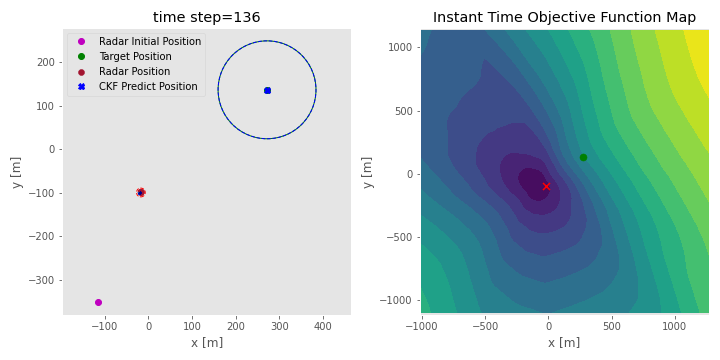 time step=136
Radar Initial Position
Target Position
Radar Position
CKF Predict Position
200
100
0
−100
−200
−300
y [m]
−100
0
100
200
300
400
x [m]
Instant Time Objective Function Map
1000
500
0
−500
−1000
y [m]
−1000
−500
0
500
1000
x [m]